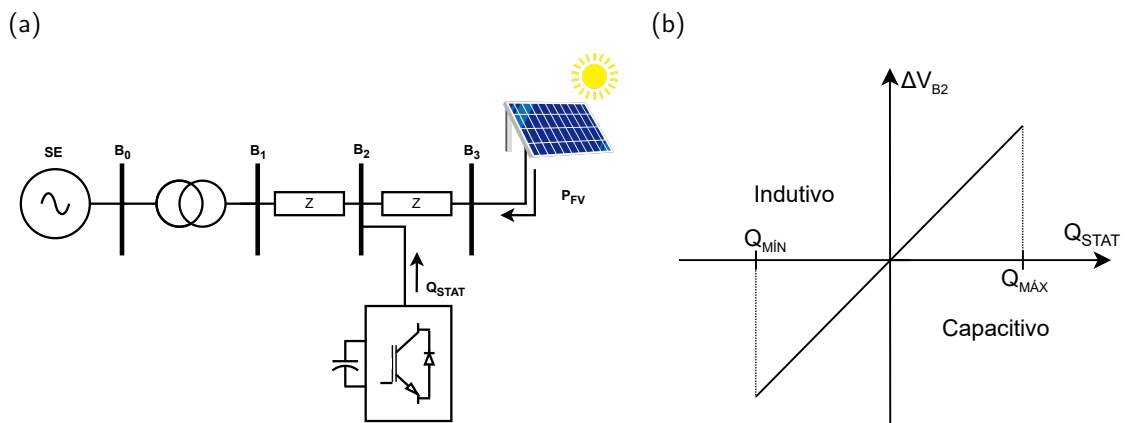 (a)
SE
B0
B1
B2
B3
Z
Z
PFV
QSTAT
(b)
ΔVB2
Indutivo
QMÍN
QSTAT
QMÁX
Capacitivo